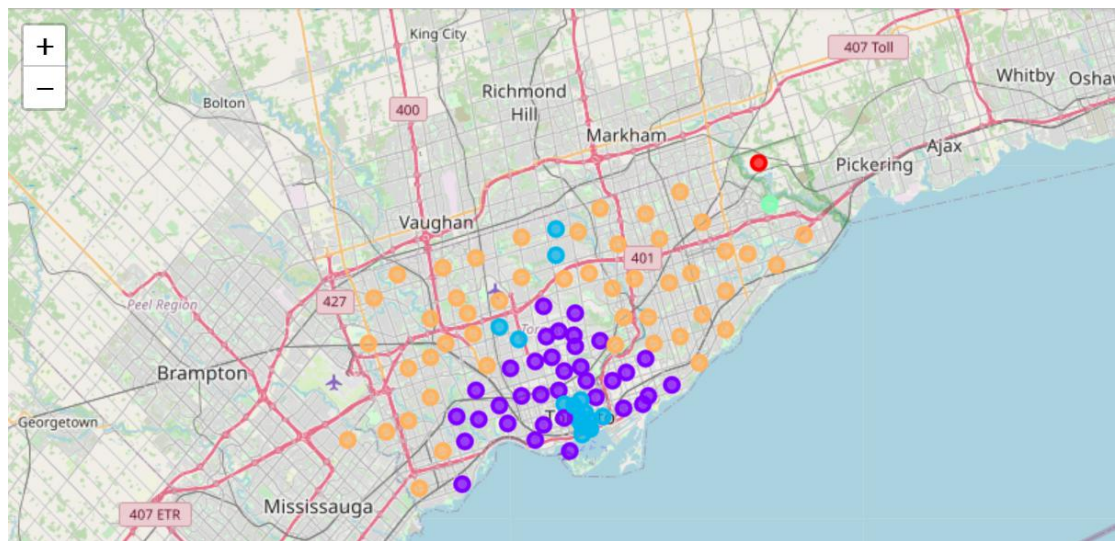 +
−
King City
407 Toll
Whitby
Osha
Bolton
400
Richmond
Hill
Markham
Ajax
Pickering
Vaughan
401
427
Peel Region
Brampton
Georgetown
Mississauga
407 ETR